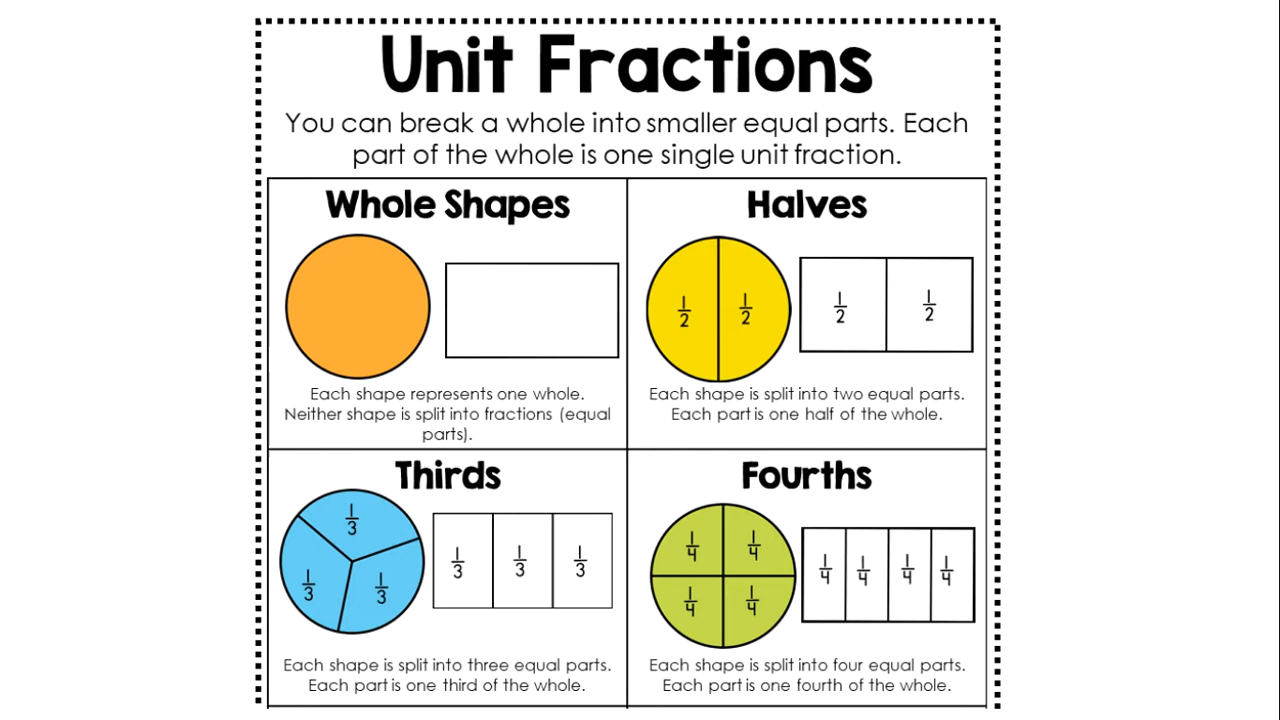 Unit Fractions
You can break a whole into smaller equal parts. Each
part of the whole is one single unit fraction.
Whole Shapes
Each shape represents one whole.
Neither shape is split into fractions (equal
parts).
Halves
1/2 1/2 1/2 1/2
Each shape is split into two equal parts.
Each part is one half of the whole.
Thirds
1/3
1/3 1/3 1/3 1/3 1/3
Each shape is split into three equal parts.
Each part is one third of the whole.
Fourths
1/4 1/4 1/4 1/4 1/4 1/4
1/4 1/4
Each shape is split into four equal parts.
Each part is one fourth of the whole.